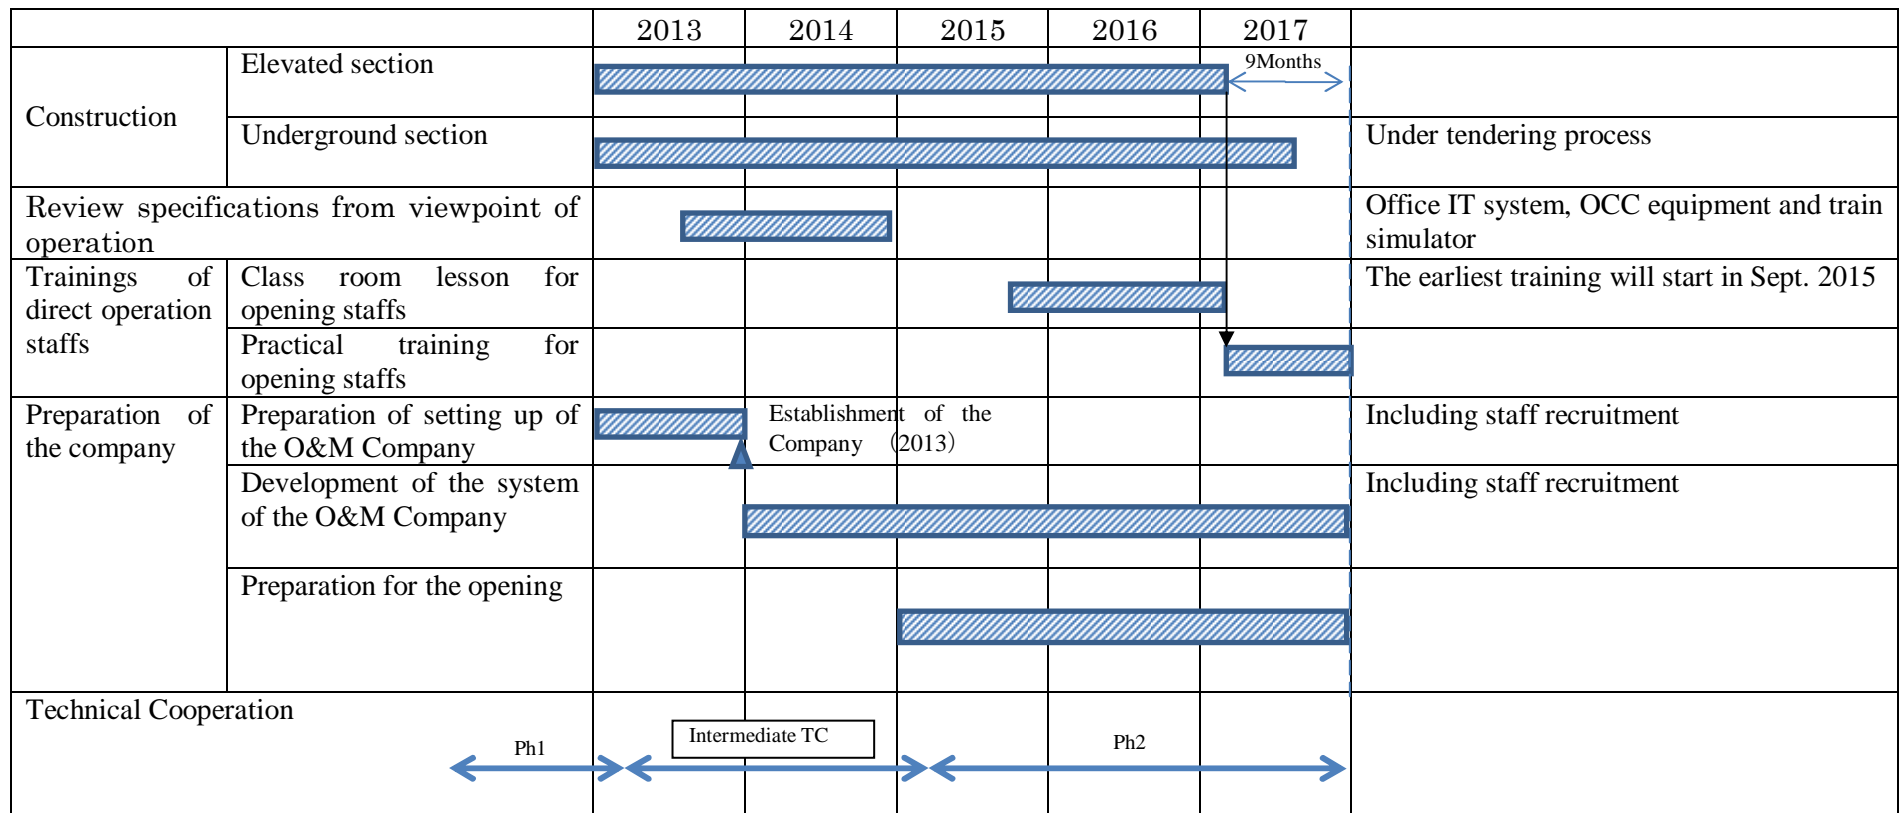 2013 2014 2015 2016 2017
Construction
Elevated section
9Months
Underground section
Under tendering process
Review specifications from viewpoint of
operation
Office IT system, OCC equipment and train
simulator
Trainings of
direct operation
staffs
Class room lesson for
opening staffs
The earliest training will start in Sept. 2015
Practical training for
opening staffs
Preparation of
the company
Preparation of setting up of
the O&M Company
Establishment of the
Company （2013）
Including staff recruitment
Development of the system
of the O&M Company
Including staff recruitment
Preparation for the opening
Technical Cooperation
Ph1
Intermediate TC
Ph2